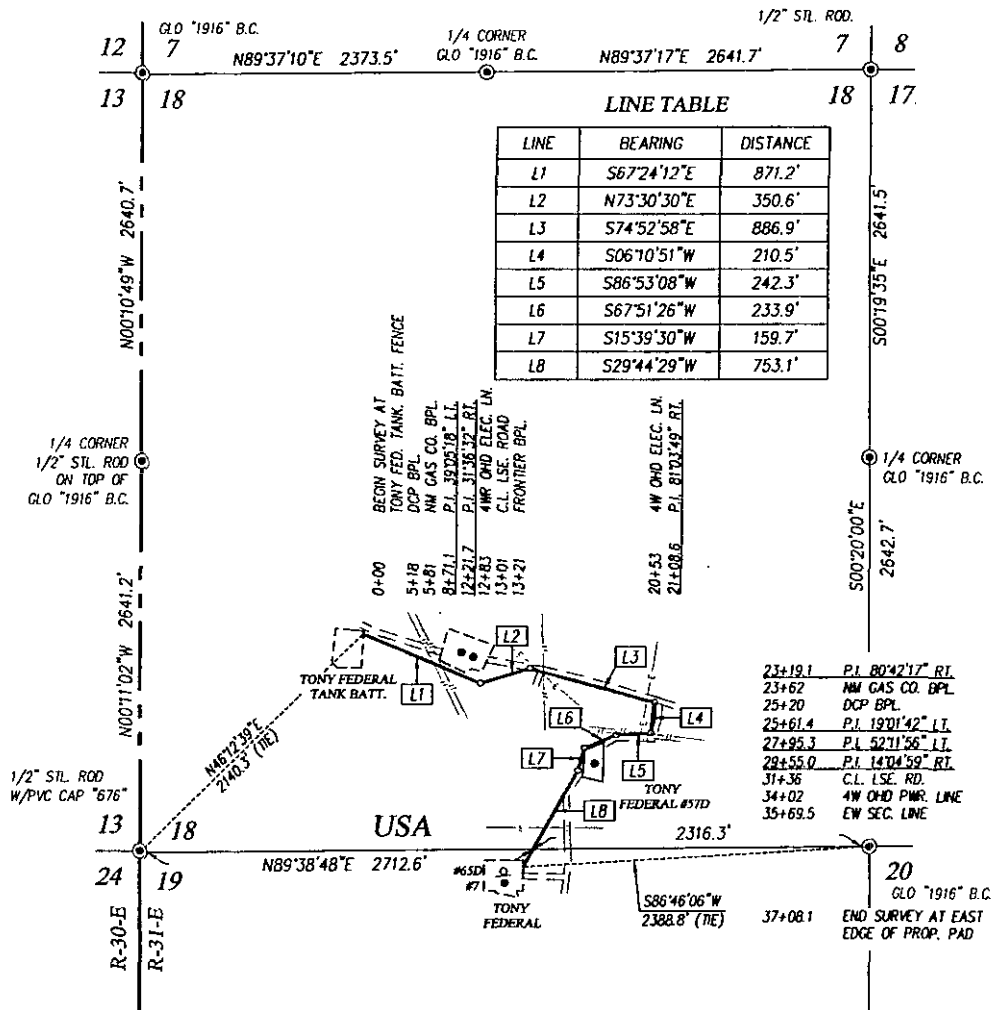 GLO "1916" B.C.
1/2" STL. ROD.
12
7
1/4 CORNER
GLO "1916" B.C.
7
8
N89°37'10"E 2373.5'
N89°37'17"E 2641.7'
13
18
18
17
LINE TABLE
LINE BEARING DISTANCE
L1 S67°24'12"E 871.2'
L2 N73°30'30"E 350.6'
L3 S74°52'58"E 886.9'
L4 S06°10'51"W 210.5'
L5 S86°53'08"W 242.3'
L6 S67°51'26"W 233.9'
L7 S15°39'30"W 159.7'
L8 S29°44'29"W 753.1'
N00°10'49"W 2640.7'
S00°19'35"E 2641.5'
1/4 CORNER
1/2" STL. ROD
ON TOP OF
GLO "1916" B.C.
1/4 CORNER
GLO "1916" B.C.
0+00 BEGIN SURVEY AT
TONY FED. TANK. BATT. FENCE
5+18 DCP BPL.
5+81 NM GAS CO. BPL.
8+71.1 P.I. 39°05'18" LT.
12+21.7 P.I. 31°36'32" RT.
12+83 4WR OHD ELEC. LN.
13+01 C.L. LSE. ROAD
13+21 FRONTIER BPL.
20+53 4W OHD ELEC. LN.
21+08.6 P.I. 81°03'49" RT.
N00°11'02"W 2641.2'
S00°20'00"E
2642.7'
L1
L2
L3
L4
L5
L6
L7
L8
TONY FEDERAL
TANK BATT.
N46°12'39"E
2140.3' (TIE)
TONY
FEDERAL #57D
23+19.1 P.I. 80°42'17" RT.
23+62 NM GAS CO. BPL.
25+20 DCP BPL.
25+61.4 P.I. 19°01'42" LT.
27+95.3 P.I. 52°11'56" LT.
29+55.0 P.I. 14°04'59" RT.
31+36 C.L. LSE. RD.
34+02 4W OHD PWR. LINE
35+69.5 EW SEC. LINE
1/2" STL. ROD
W/PVC CAP "676"
13
18
USA
2316.3'
N89°38'48"E 2712.6'
24
19
20
GLO "1916" B.C.
#65D
#71
TONY
FEDERAL
S86°46'06"W
2388.8' (TIE)
37+08.1 END SURVEY AT EAST
EDGE OF PROP. PAD
R-30-E
R-31-E